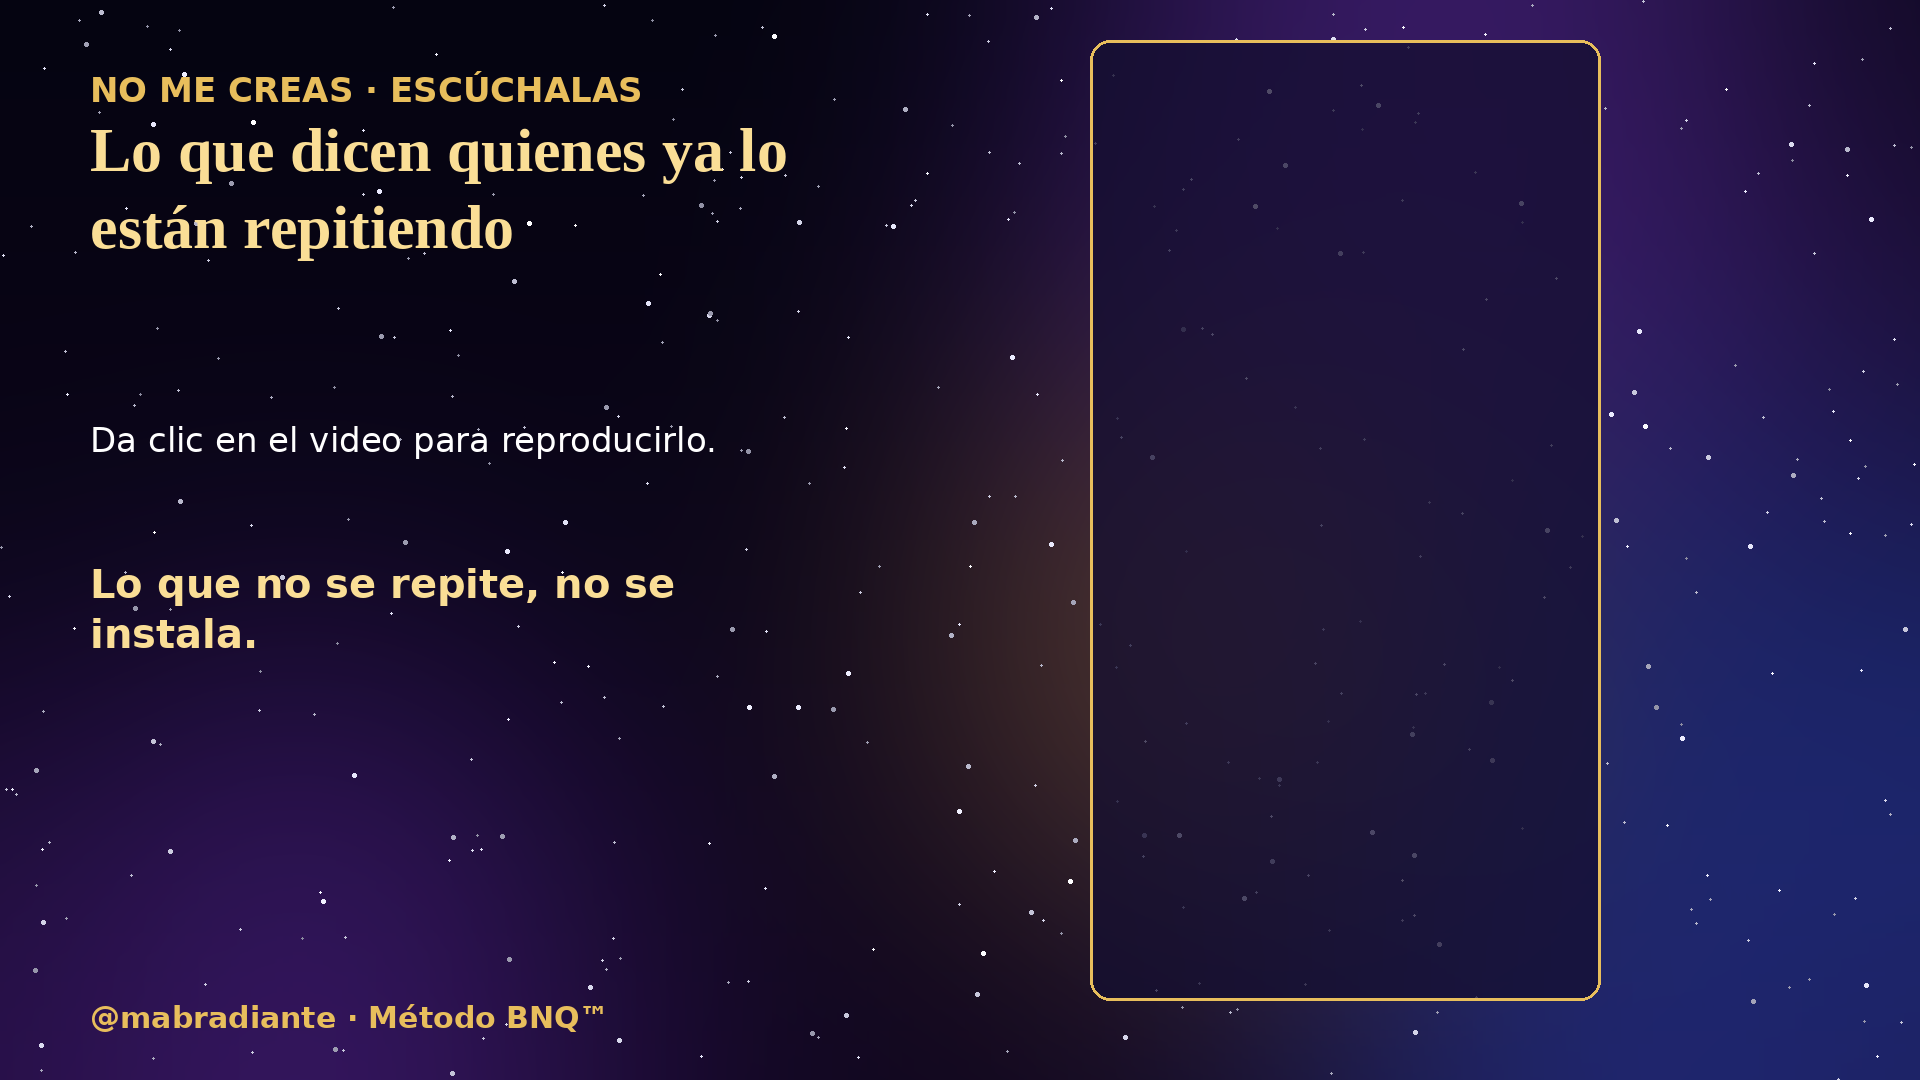 NO ME CREAS · ESCÚCHALAS
Lo que dicen quienes ya lo
están repitiendo
Da clic en el video para reproducirlo.
Lo que no se repite, no se
instala.
@mabradiante · Método BNQ™